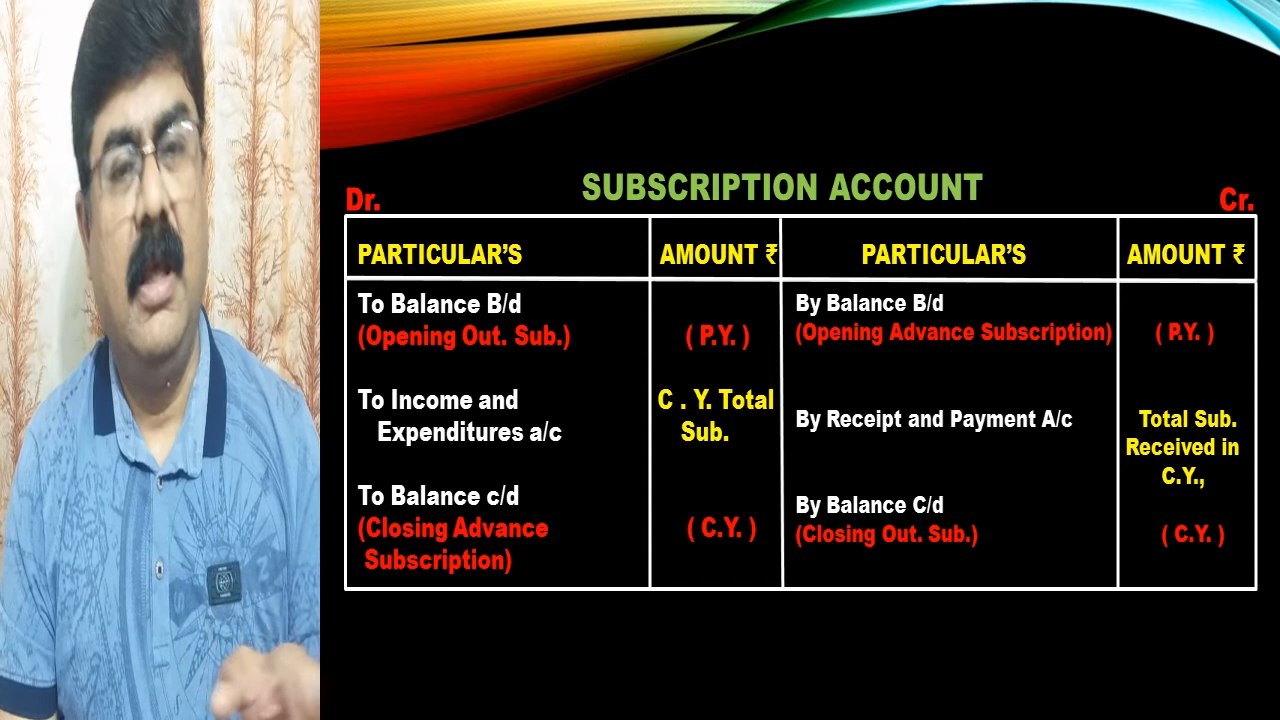 SUBSCRIPTION ACCOUNT
Dr.
Cr.
PARTICULAR'S
AMOUNT ₹
PARTICULAR'S
AMOUNT ₹
To Balance B/d
(Opening Out. Sub.)
( P.Y. )
To Income and
Expenditures a/c
C . Y. Total
Sub.
To Balance c/d
(Closing Advance
Subscription)
( C.Y. )
By Balance B/d
(Opening Advance Subscription)
( P.Y. )
By Receipt and Payment A/c
Total Sub.
Received in
C.Y.,
By Balance C/d
(Closing Out. Sub.)
( C.Y. )